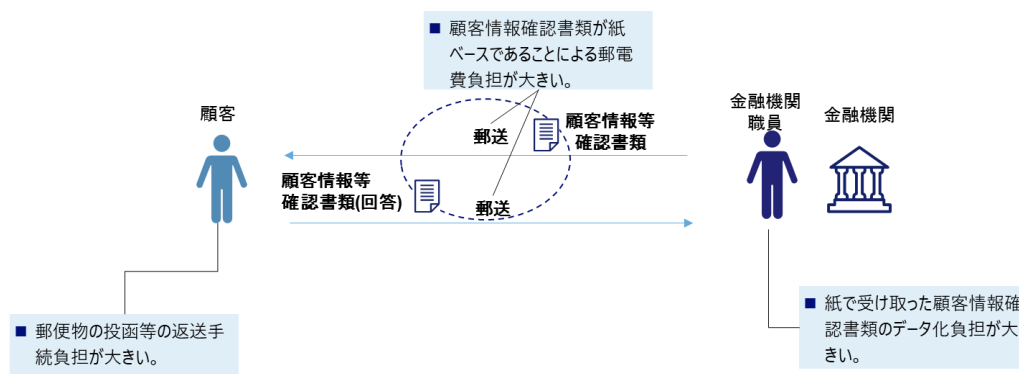 ■ 顧客情報確認書類が紙
ベースであることによる郵電
費負担が大きい。
顧客
金融機関
職員
金融機関
郵送
顧客情報等
確認書類
顧客情報等
確認書類(回答)
郵送
■ 郵便物の投函等の返送手
続負担が大きい。
■ 紙で受け取った顧客情報確
認書類のデータ化負担が大
きい。